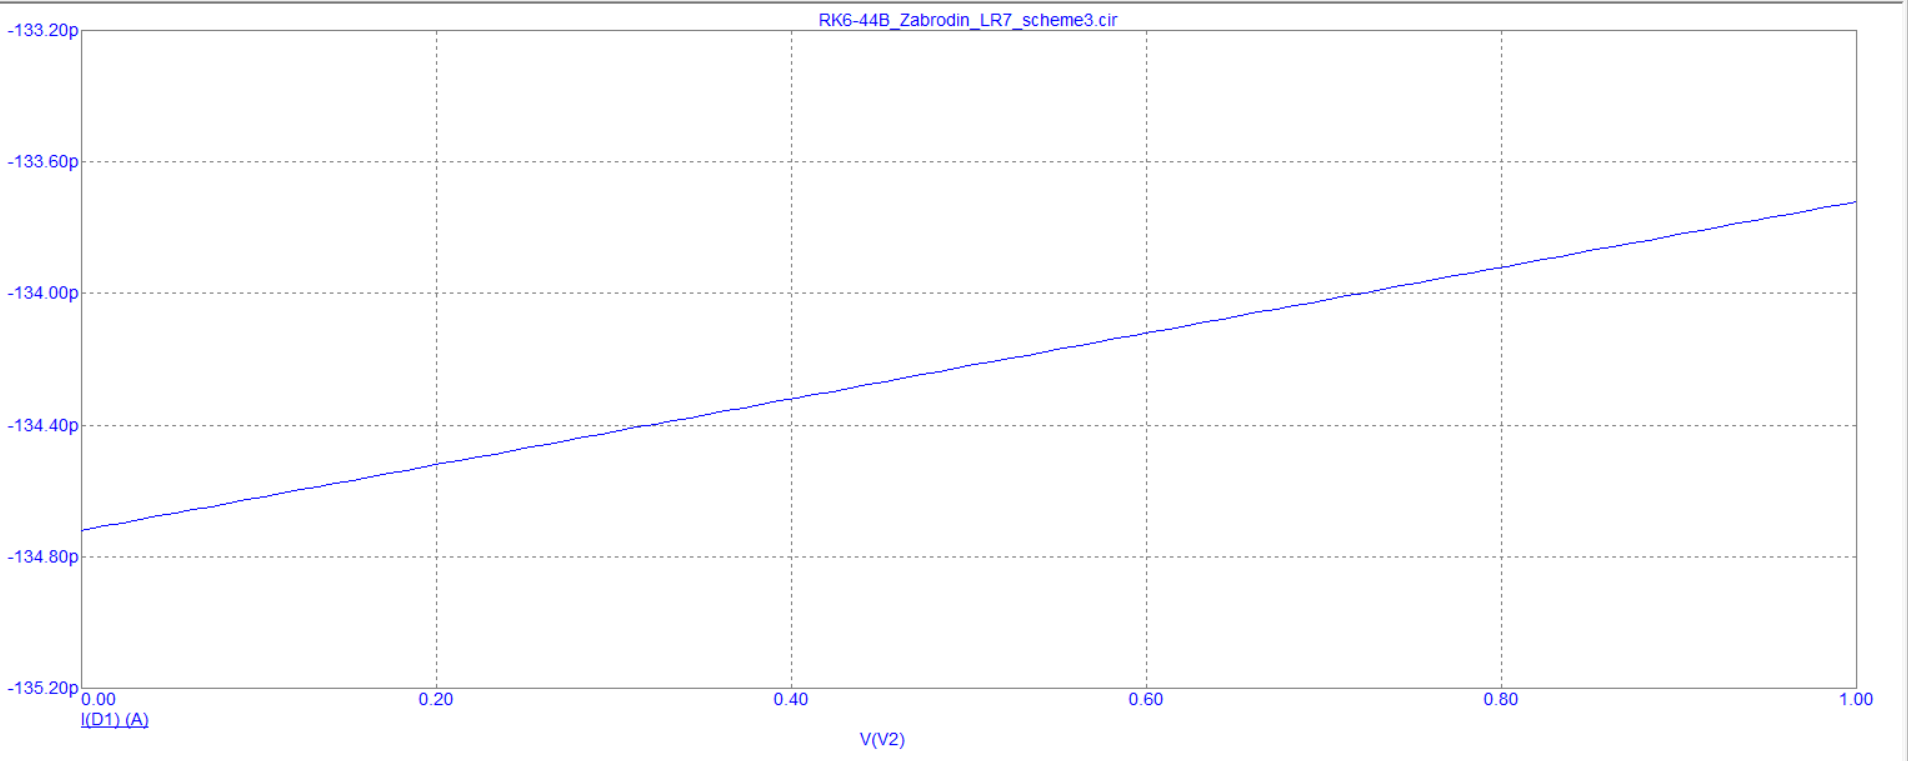 RK6-44B_Zabrodin_LR7_scheme3.cir
-133.20p
-133.60p
-134.00p
-134.40p
-134.80p
-135.20p
0.00 0.20 0.40 0.60 0.80 1.00
I(D1) (A)
V(V2)